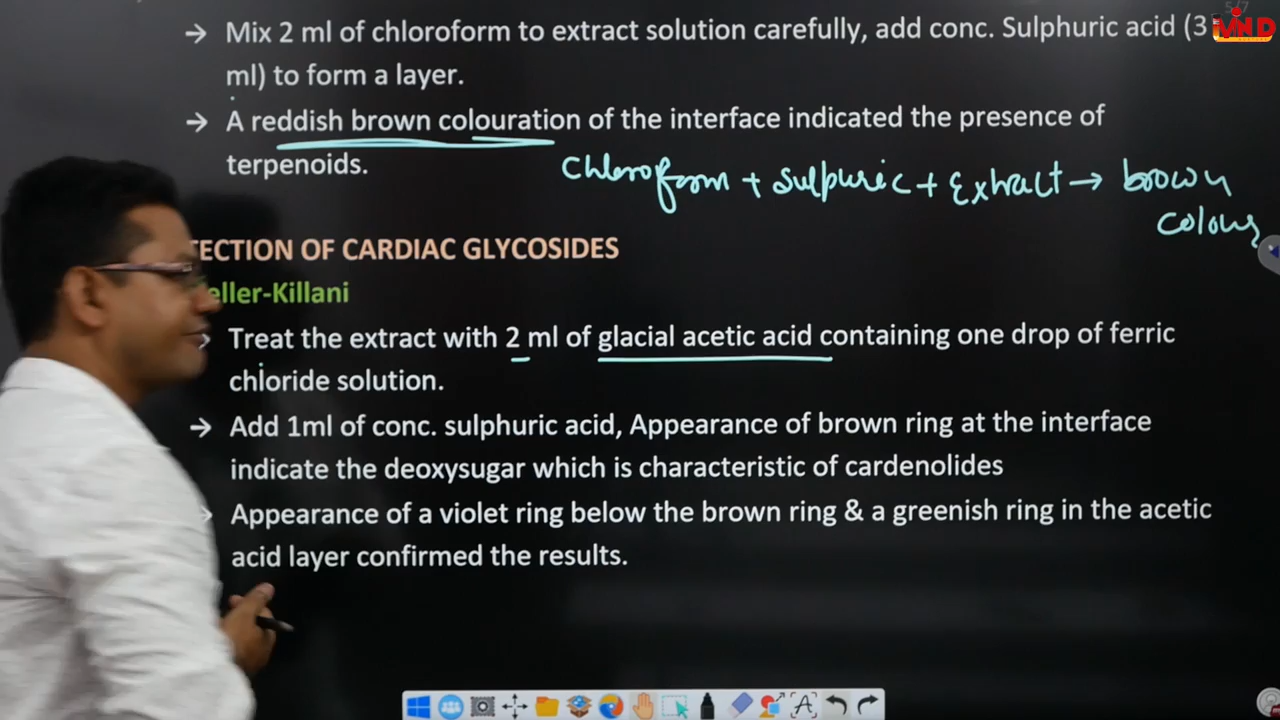 → Mix 2 ml of chloroform to extract solution carefully, add conc. Sulphuric acid (3
ml) to form a layer.
→ A reddish brown colouration of the interface indicated the presence of
terpenoids.
Chloroform + Sulpuric + Extract → brown
colour
TECTION OF CARDIAC GLYCOSIDES
eller-Killani
Treat the extract with 2 ml of glacial acetic acid containing one drop of ferric
chloride solution.
→ Add 1ml of conc. sulphuric acid, Appearance of brown ring at the interface
indicate the deoxysugar which is characteristic of cardenolides
Appearance of a violet ring below the brown ring & a greenish ring in the acetic
acid layer confirmed the results.